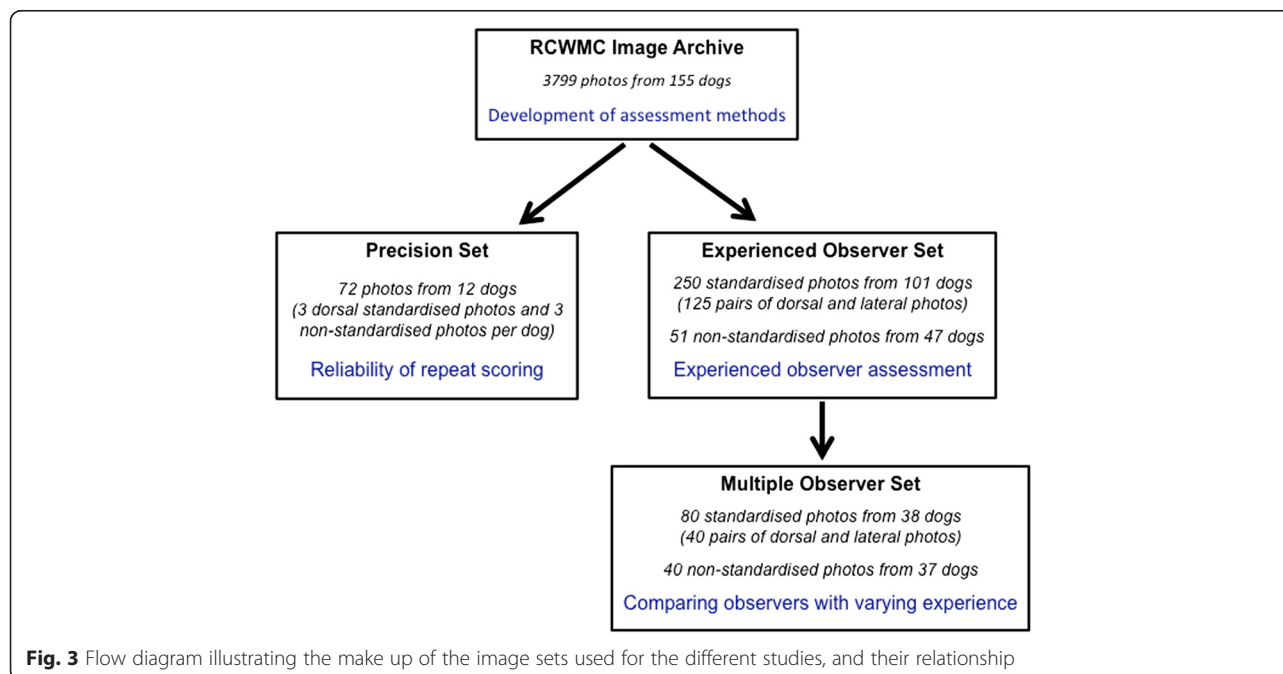 RCWMC Image Archive
3799 photos from 155 dogs
Development of assessment methods
Precision Set
72 photos from 12 dogs
(3 dorsal standardised photos and 3
non-standardised photos per dog)
Reliability of repeat scoring
Experienced Observer Set
250 standardised photos from 101 dogs
(125 pairs of dorsal and lateral photos)
51 non-standardised photos from 47 dogs
Experienced observer assessment
Multiple Observer Set
80 standardised photos from 38 dogs
(40 pairs of dorsal and lateral photos)
40 non-standardised photos from 37 dogs
Comparing observers with varying experience
Fig. 3 Flow diagram illustrating the make up of the image sets used for the different studies, and their relationship